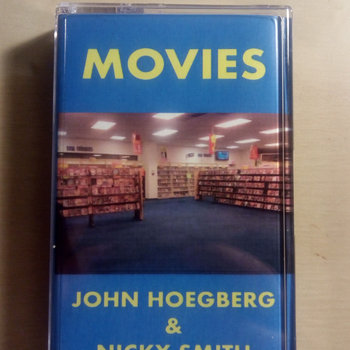 MOVIES
JOHN HOEGBERG
&
NICKY SMITH